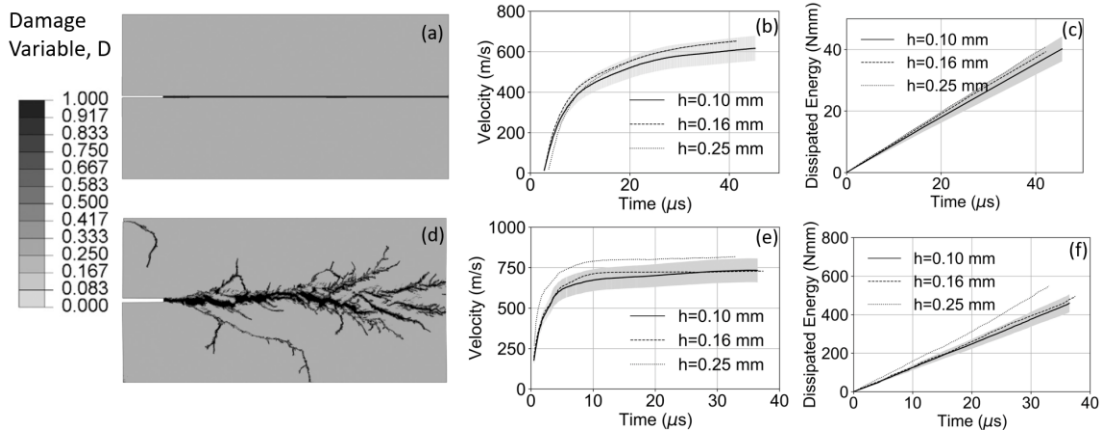 Damage
Variable, D
1.000
0.917
0.833
0.750
0.667
0.583
0.500
0.417
0.333
0.250
0.167
0.083
0.000
(a)
(b)
Velocity (m/s)
800
600
400
200
0
h=0.10 mm
h=0.16 mm
h=0.25 mm
0 20 40
Time (μs)
(c)
Dissipated Energy (Nmm)
40
20
0
h=0.10 mm
h=0.16 mm
h=0.25 mm
0 20 40
Time (μs)
(d)
(e)
Velocity (m/s)
1000
750
500
250
0
h=0.10 mm
h=0.16 mm
h=0.25 mm
0 10 20 30 40
Time (μs)
(f)
Dissipated Energy (Nmm)
800
600
400
200
0
h=0.10 mm
h=0.16 mm
h=0.25 mm
0 10 20 30 40
Time (μs)